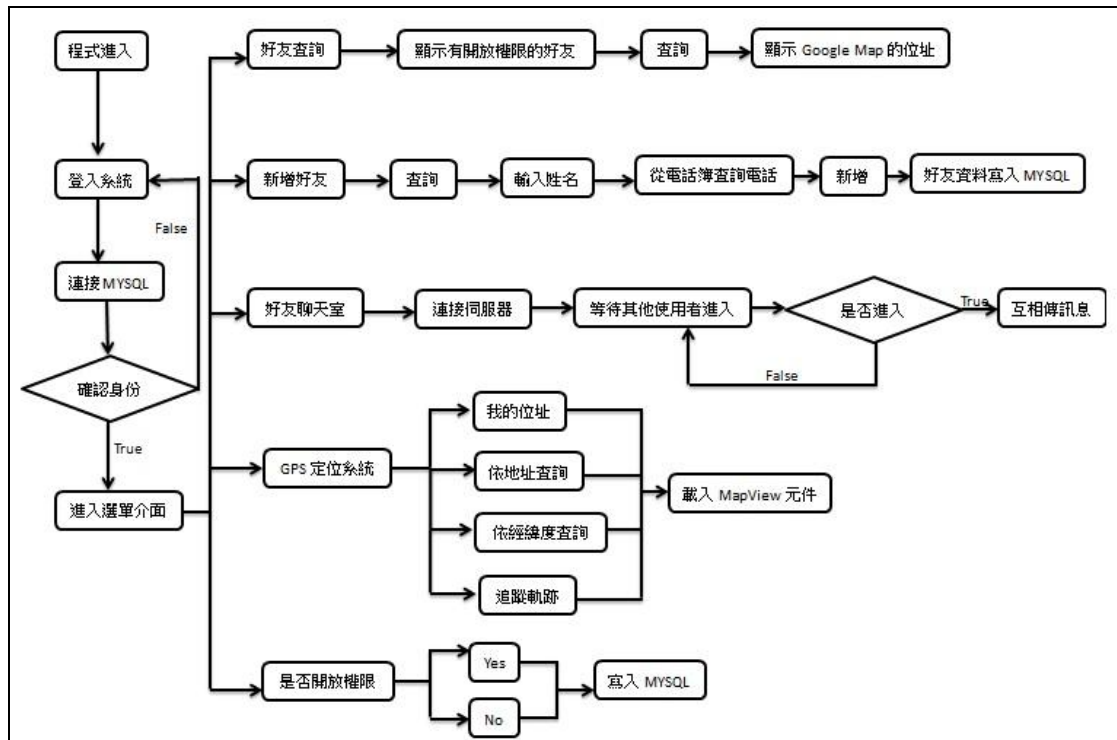 程式進入
登入系統
False
連接 MYSQL
確認身份
True
進入選單介面
好友查詢
顯示有開放權限的好友
查詢
顯示 Google Map 的位址
新增好友
查詢
輸入姓名
從電話簿查詢電話
新增
好友資料寫入 MYSQL
好友聊天室
連接伺服器
等待其他使用者進入
是否進入
True
互相傳訊息
False
GPS 定位系統
我的位址
依地址查詢
依經緯度查詢
追蹤軌跡
載入 MapView 元件
是否開放權限
Yes
No
寫入 MYSQL